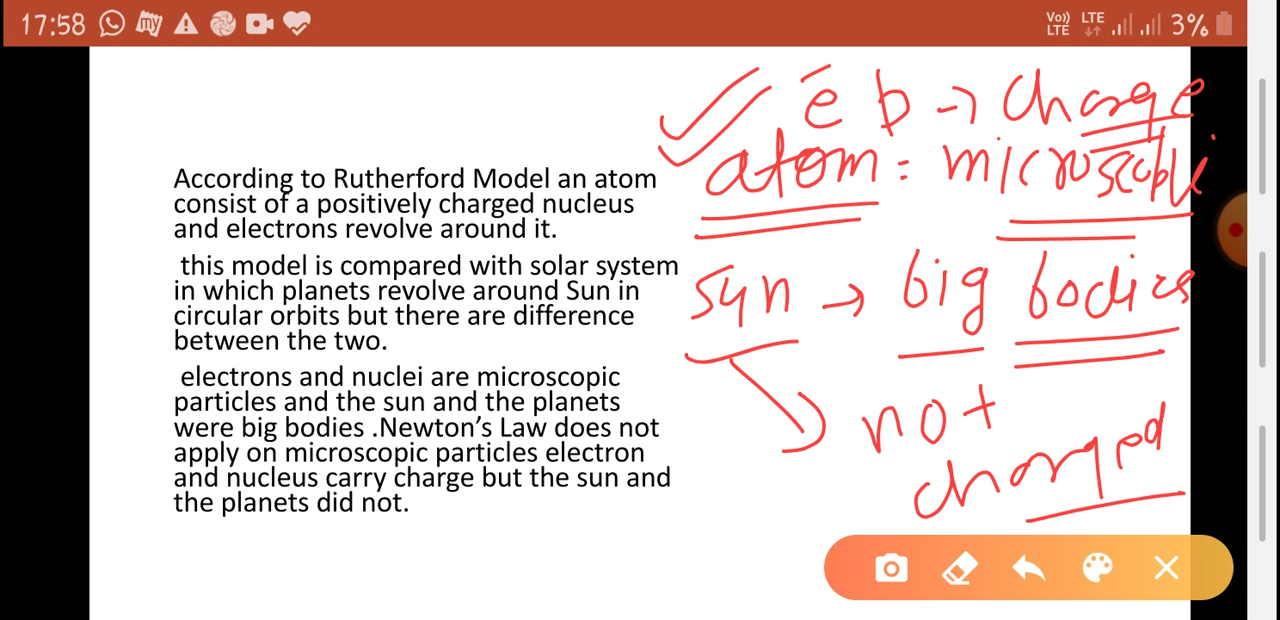 17:58
Vo)) LTE LTE 3%
According to Rutherford Model an atom
consist of a positively charged nucleus
and electrons revolve around it.
this model is compared with solar system
in which planets revolve around Sun in
circular orbits but there are difference
between the two.
electrons and nuclei are microscopic
particles and the sun and the planets
were big bodies .Newton's Law does not
apply on microscopic particles electron
and nucleus carry charge but the sun and
the planets did not.
charge
atom =
sun → big bodies
not
charged